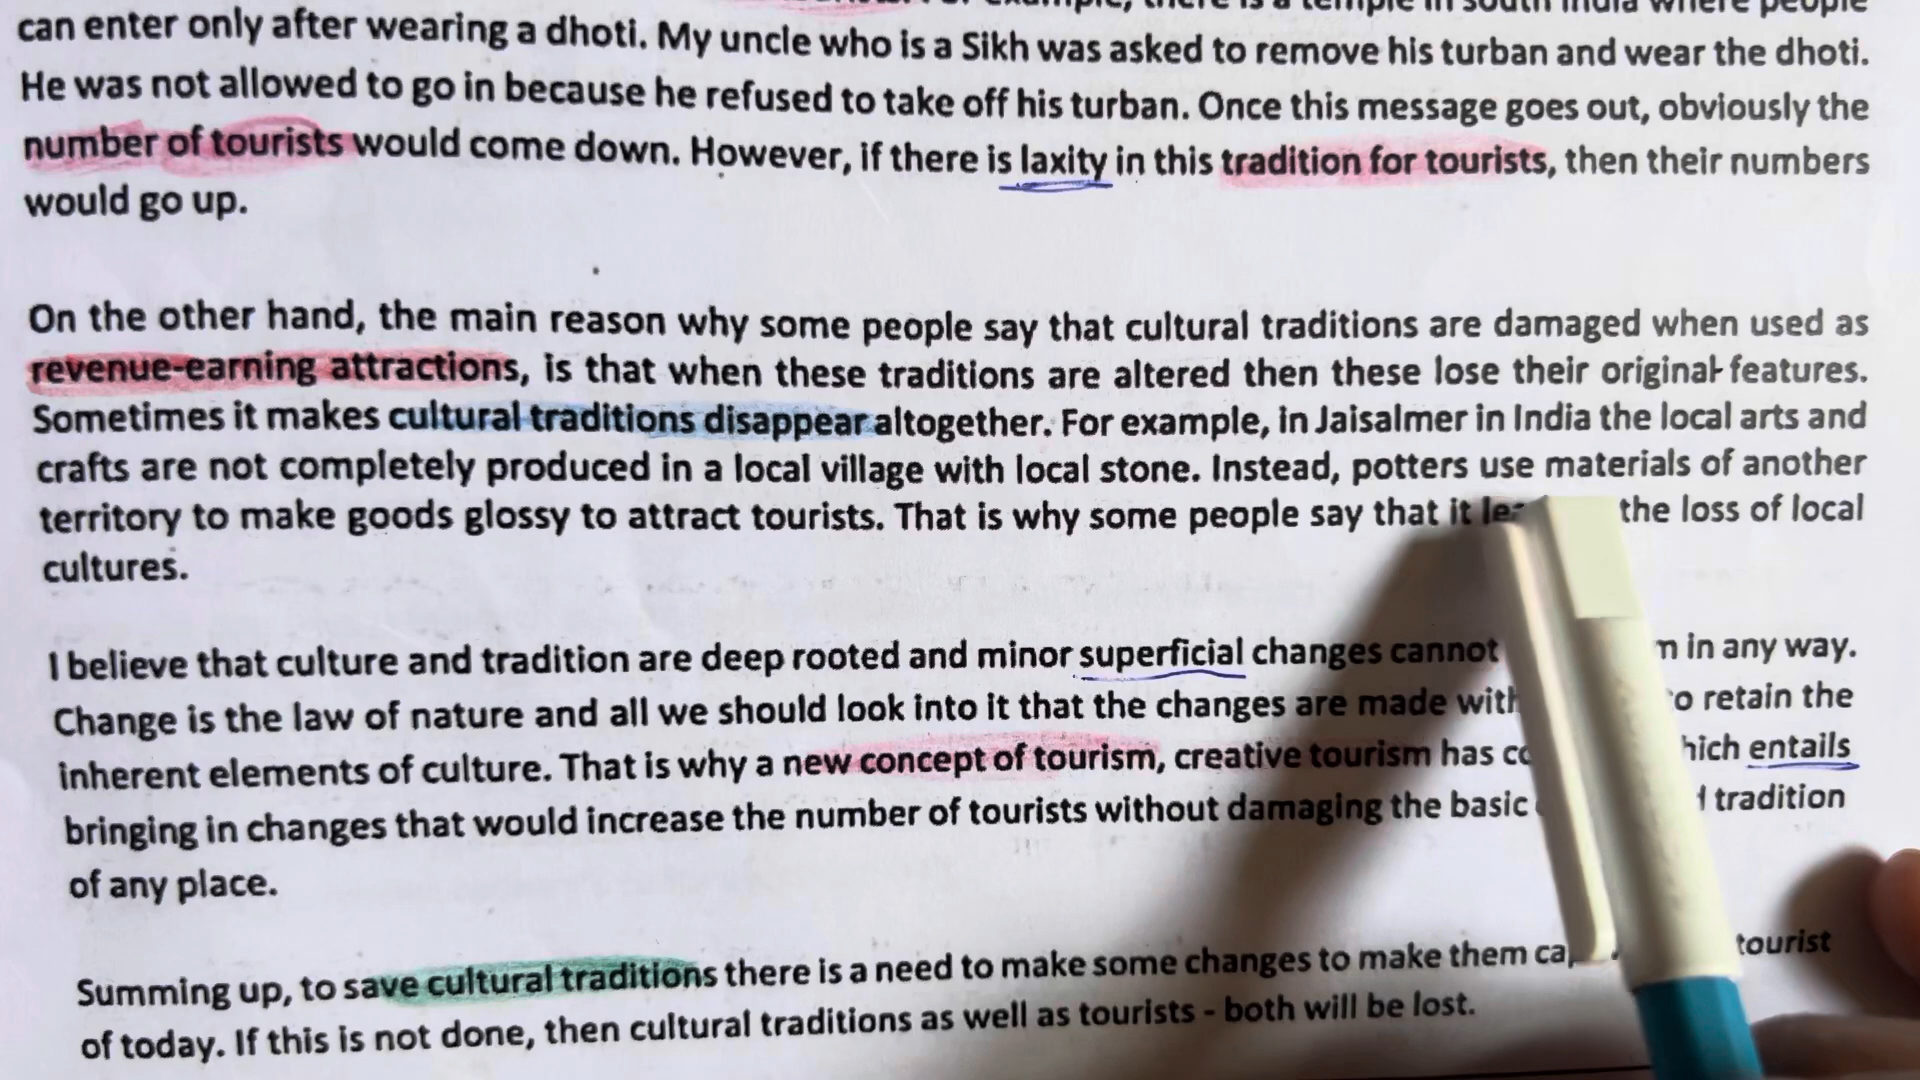 there is a temple in south India where people
can enter only after wearing a dhoti. My uncle who is a Sikh was asked to remove his turban and wear the dhoti.
He was not allowed to go in because he refused to take off his turban. Once this message goes out, obviously the
number of tourists would come down. However, if there is laxity in this tradition for tourists, then their numbers
would go up.
On the other hand, the main reason why some people say that cultural traditions are damaged when used as
revenue-earning attractions, is that when these traditions are altered then these lose their original features.
Sometimes it makes cultural traditions disappear altogether. For example, in Jaisalmer in India the local arts and
crafts are not completely produced in a local village with local stone. Instead, potters use materials of another
territory to make goods glossy to attract tourists. That is why some people say that it the loss of local
cultures.
I believe that culture and tradition are deep rooted and minor superficial changes cannot in any way.
Change is the law of nature and all we should look into it that the changes are made with retain the
inherent elements of culture. That is why a new concept of tourism, creative tourism has entails
bringing in changes that would increase the number of tourists without damaging the basic tradition
of any place.
Summing up, to save cultural traditions there is a need to make some changes to make them tourist
of today. If this is not done, then cultural traditions as well as tourists - both will be lost.